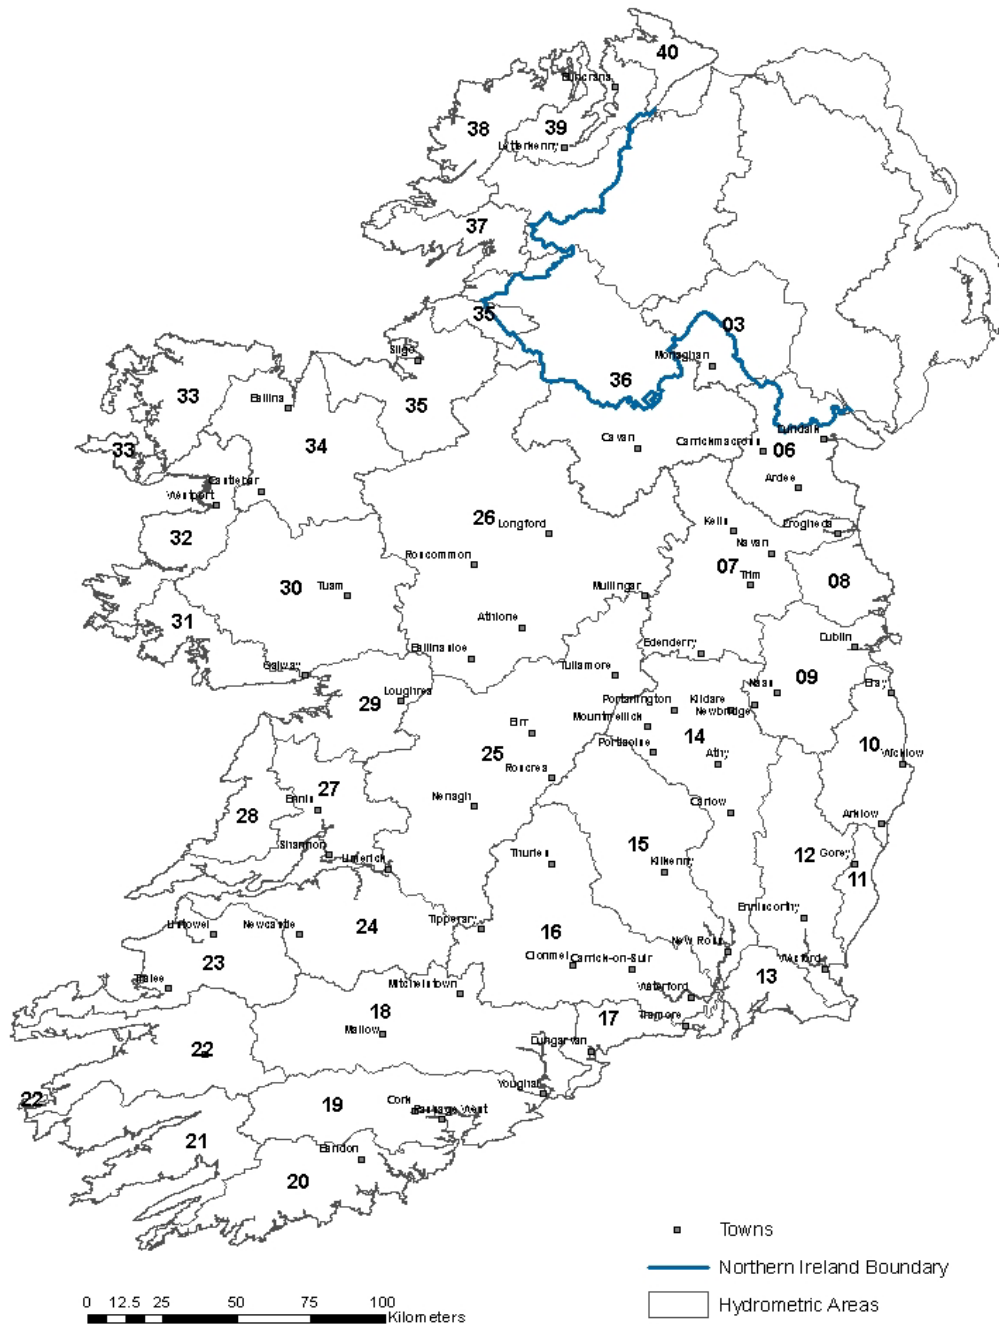 40
Buncrana
38
39
Letterkenny
37
35
03
Monaghan
Sligo
36
33
Ballina
35
34
33
Cavan
Carrickmacross
Dundalk
06
Ardee
Castlebar
Westport
26
Longford
Kells
Drogheda
Navan
32
Roscommon
07
Trim
08
30
Tuam
Mullingar
31
Athlone
Dublin
Ballinasloe
Edenderry
Galway
Tullamore
Naas
09
Bray
29
Loughrea
Portarlington
Kildare
Newbridge
Mountmellick
14
Birr
Portlaoise
10
Wicklow
25
Athy
Roscrea
27
Ennis
28
Nenagh
Carlow
Arklow
Shannon
Limerick
Thurles
15
Kilkenny
12
Gorey
11
Listowel
Newcastle
24
Tipperary
16
Enniscorthy
23
New Ross
Clonmel
Carrick-on-Suir
Wexford
13
Tralee
Mitchelstown
Waterford
18
Mallow
17
Tramore
22
Dungarvan
22
Youghal
19
Cork
Passage West
21
Bandon
20
Towns
Northern Ireland Boundary
Hydrometric Areas
0 12.5 25 50 75 100
Kilometers